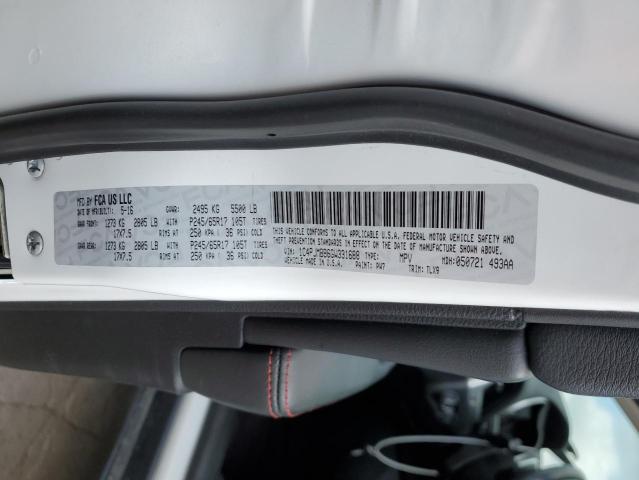 MFD BY FCA US LLC
DATE OF MFR(BUILT): 5-16 GVWR: 2495 KG 5500 LB
GAWR FRONT: 1273 KG 2805 LB WITH P245/65R17 105T TIRES
17X7.5 RIMS AT 250 KPA ( 36 PSI) COLD
GAWR REAR: 1273 KG 2805 LB WITH P245/65R17 105T TIRES
17X7.5 RIMS AT 250 KPA ( 36 PSI) COLD
THIS VEHICLE CONFORMS TO ALL APPLICABLE U.S.A. FEDERAL MOTOR VEHICLE SAFETY AND
THEFT PREVENTION STANDARDS IN EFFECT ON THE DATE OF MANUFACTURE SHOWN ABOVE.
VIN: TYPE: MPV MDH: 050721 493AA
MADE IN U.S.A. PAINT: PW7 TRIM: TLX9